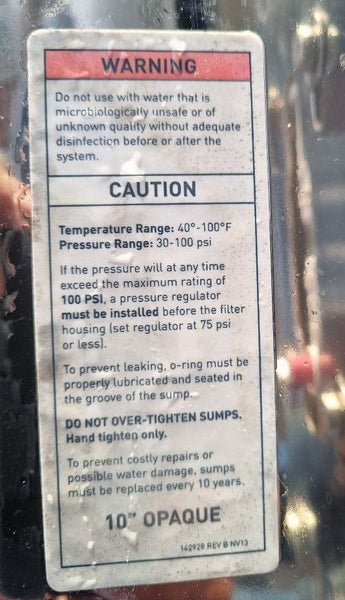 WARNING
Do not use with water that is
microbiologically unsafe or of
unknown quality without adequate
disinfection before or after the
system.
CAUTION
Temperature Range: 40°-100°F
Pressure Range: 30-100 psi
If the pressure will at any time
exceed the maximum rating of
100 PSI, a pressure regulator
must be installed before the filter
housing (set regulator at 75 psi
or less).
To prevent leaking, o-ring must be
properly lubricated and seated in
the groove of the sump.
DO NOT OVER-TIGHTEN SUMPS.
Hand tighten only.
To prevent costly repairs or
possible water damage, sumps
must be replaced every 10 years.
10" OPAQUE
142928 REV B NV13